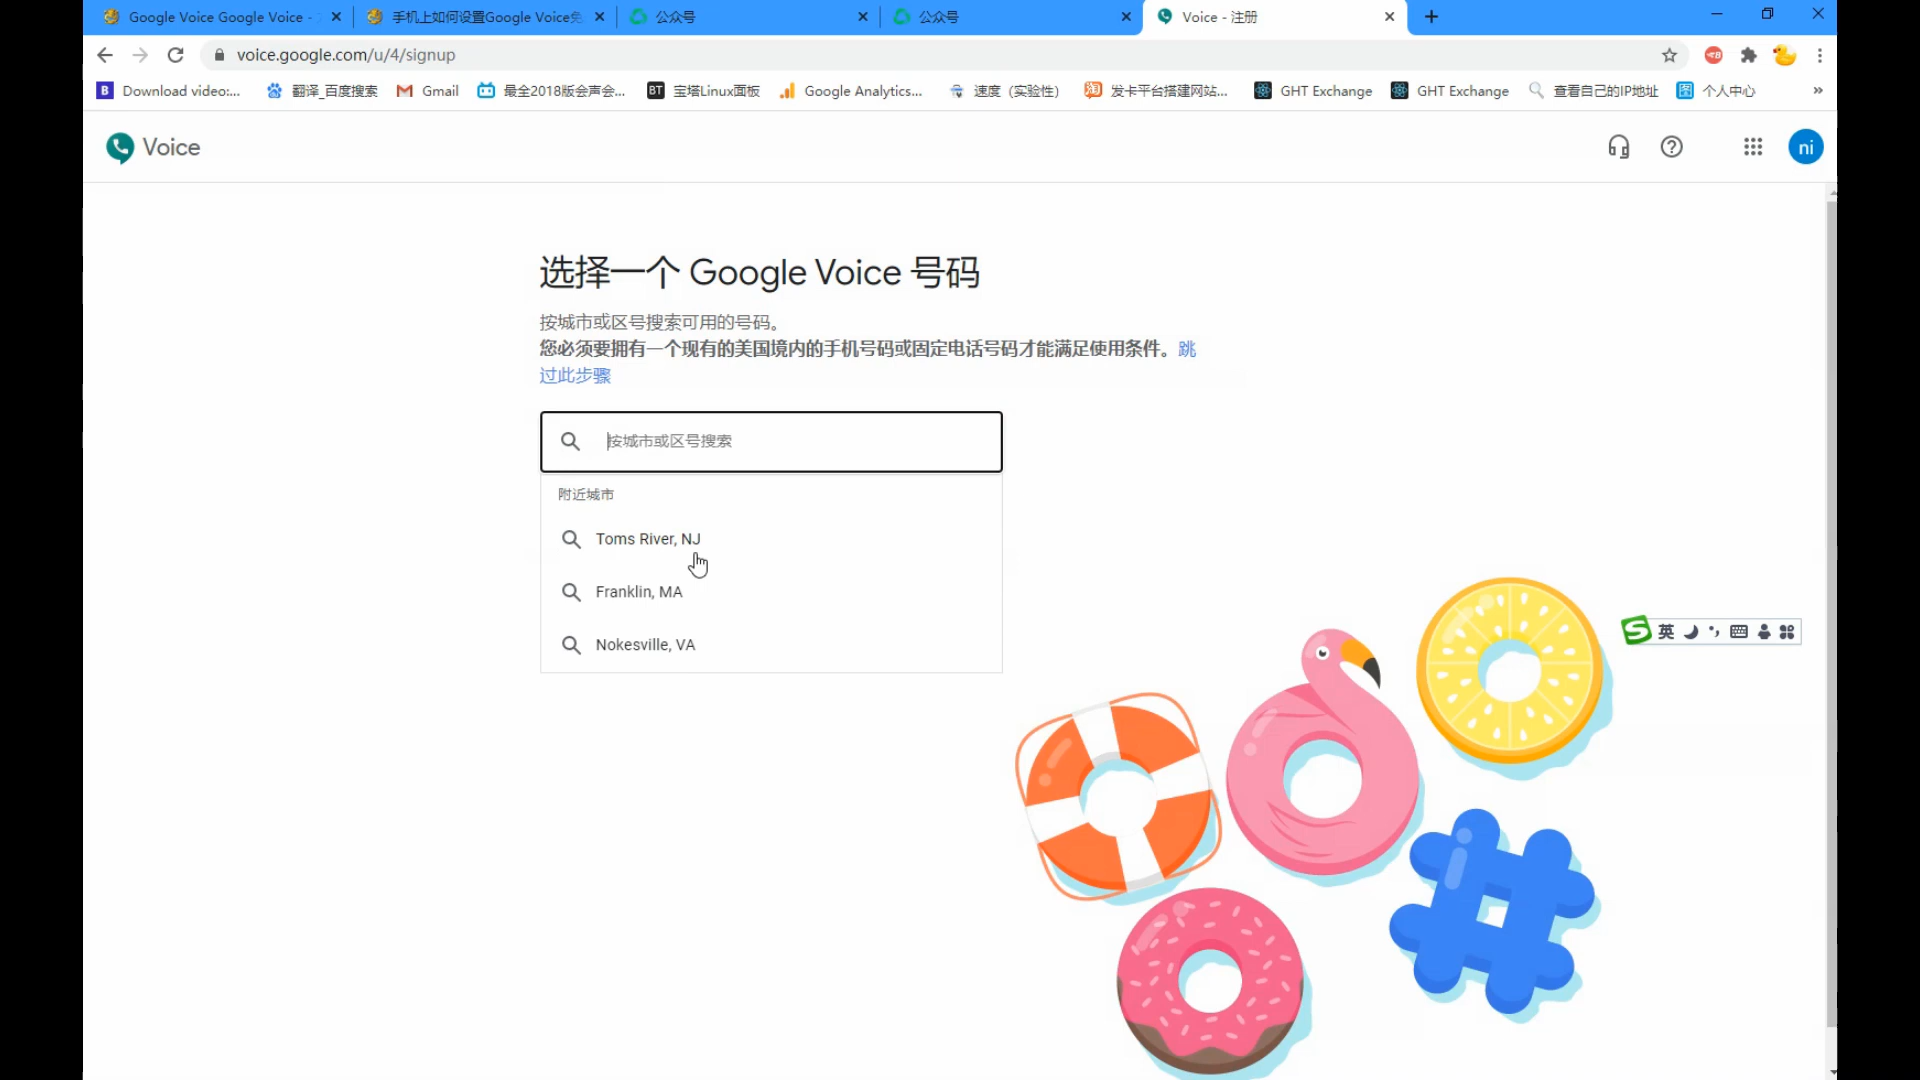 Google Voice Google Voice -
手机上如何设置Google Voice免
公众号
公众号
Voice - 注册
voice.google.com/u/4/signup
B Download video:...
翻译_百度搜索
Gmail
最全2018版会声会...
BT 宝塔Linux面板
Google Analytics...
速度（实验性）
淘 发卡平台搭建网站...
GHT Exchange
GHT Exchange
查看自己的IP地址
图 个人中心
»
Voice
ni
选择一个 Google Voice 号码
按城市或区号搜索可用的号码。
您必须要拥有一个现有的美国境内的手机号码或固定电话号码才能满足使用条件。跳
过此步骤
按城市或区号搜索
附近城市
Toms River, NJ
Franklin, MA
Nokesville, VA
S 英